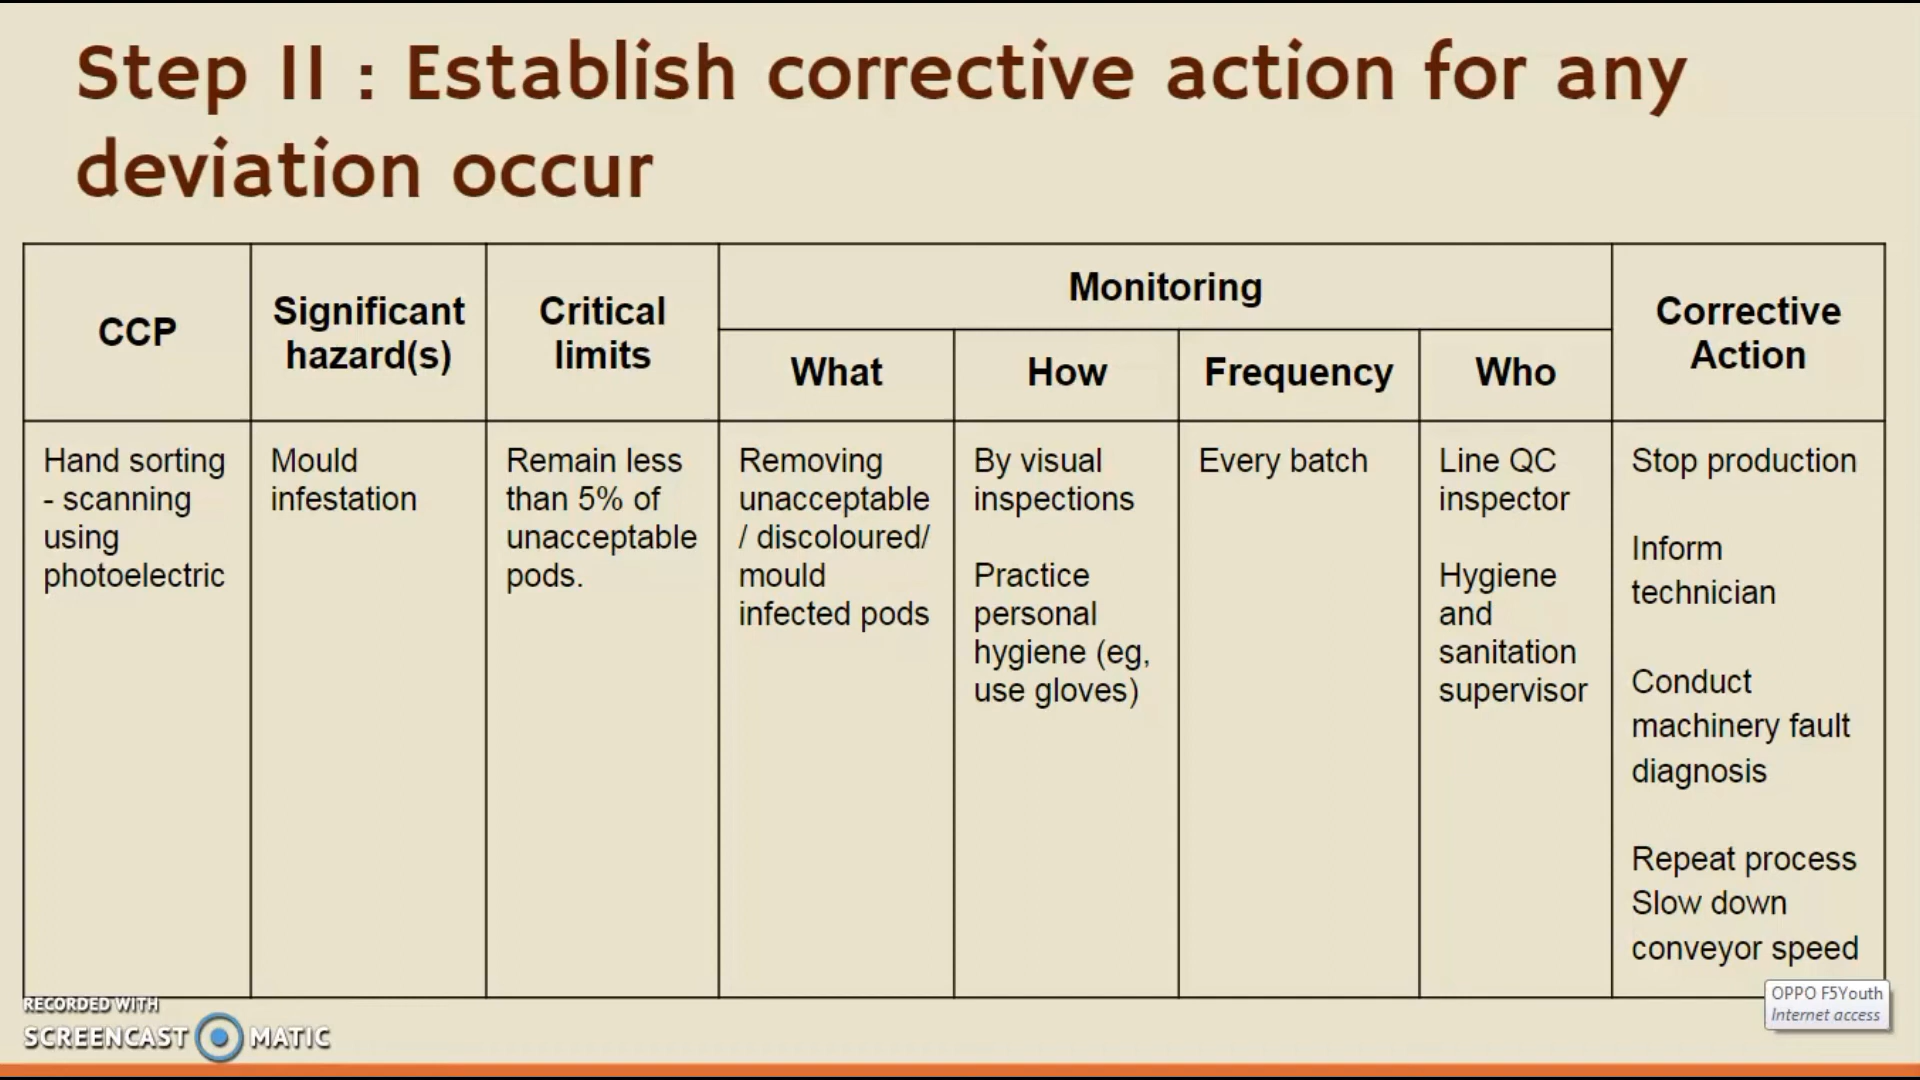 Step II : Establish corrective action for any
deviation occur
CCP
Significant
hazard(s)
Critical
limits
Monitoring
What
How
Frequency
Who
Corrective
Action
Hand sorting
- scanning
using
photoelectric
Mould
infestation
Remain less
than 5% of
unacceptable
pods.
Removing
unacceptable
/ discoloured/
mould
infected pods
By visual
inspections
Practice
personal
hygiene (eg,
use gloves)
Every batch
Line QC
inspector
Hygiene
and
sanitation
supervisor
Stop production
Inform
technician
Conduct
machinery fault
diagnosis
Repeat process
Slow down
conveyor speed
RECORDED WITH
SCREENCAST MATIC
OPPO F5Youth
Internet access